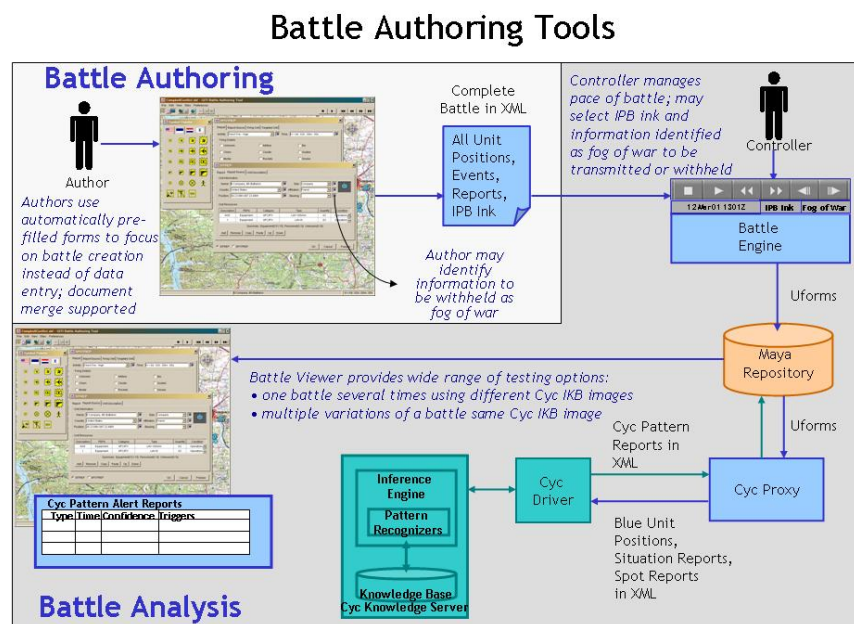 Battle Authoring Tools
Battle Authoring
Author
Authors use
automatically pre-
filled forms to focus
on battle creation
instead of data
entry; document
merge supported
Complete
Battle in XML
All Unit
Positions,
Events,
Reports,
IPB Ink
Author may
identify
information to
be withheld as
fog of war
Controller manages
pace of battle; may
select IPB ink and
information identified
as fog of war to be
transmitted or withheld
Controller
12Mar01 1301Z
IPB Ink
Fog of War
Battle
Engine
Uforms
Maya
Repository
Battle Viewer provides wide range of testing options:
• one battle several times using different Cyc IKB images
• multiple variations of a battle same Cyc IKB image
Cyc Pattern
Reports in
XML
Uforms
Inference
Engine
Pattern
Recognizers
Knowledge Base
Cyc Knowledge Server
Cyc
Driver
Cyc Proxy
Blue Unit
Positions,
Situation Reports,
Spot Reports
in XML
Cyc Pattern Alert Reports
Type Time Confidence Triggers
Battle Analysis